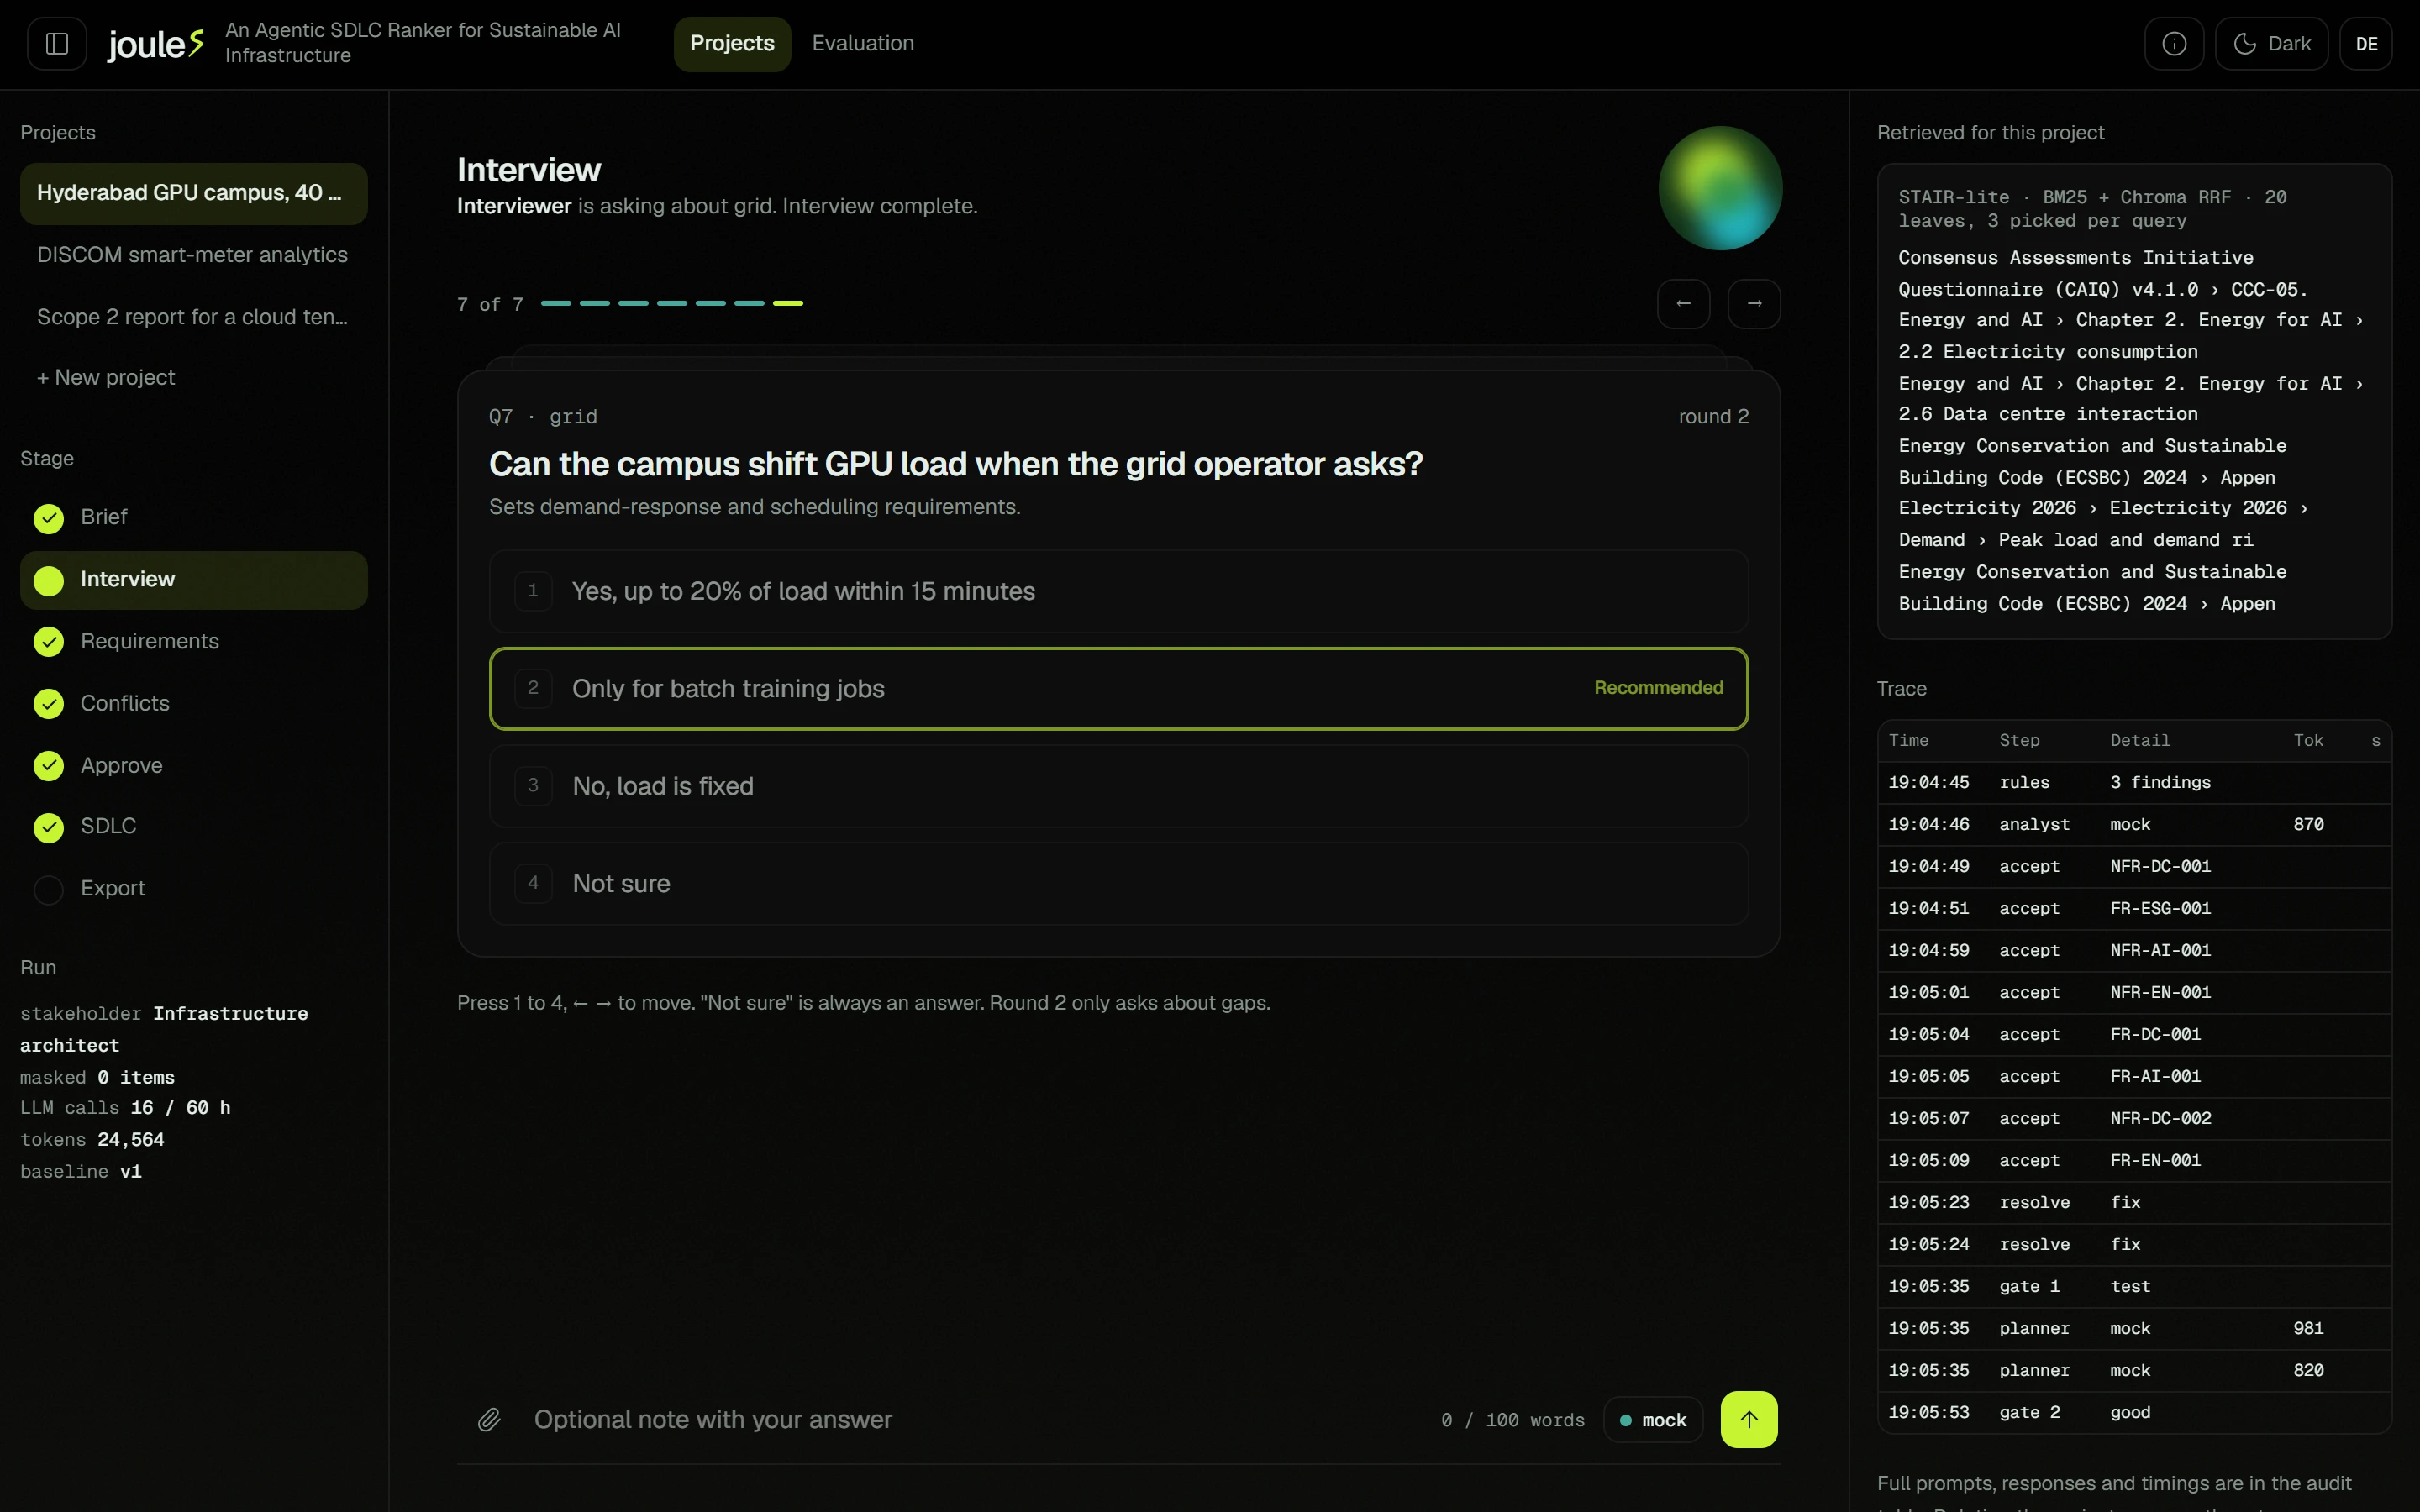 jouleS
An Agentic SDLC Ranker for Sustainable AI
Infrastructure
Projects
Evaluation
Dark
DE
Projects
Hyderabad GPU campus, 40 ...
DISCOM smart-meter analytics
Scope 2 report for a cloud ten...
+ New project
Stage
Brief
Interview
Requirements
Conflicts
Approve
SDLC
Export
Run
stakeholder Infrastructure
architect
masked 0 items
LLM calls 16 / 60 h
tokens 24,564
baseline v1
Interview
Interviewer is asking about grid. Interview complete.
7 of 7
← →
Q7 · grid
round 2
Can the campus shift GPU load when the grid operator asks?
Sets demand-response and scheduling requirements.
1 Yes, up to 20% of load within 15 minutes
2 Only for batch training jobs Recommended
3 No, load is fixed
4 Not sure
Press 1 to 4, ← → to move. "Not sure" is always an answer. Round 2 only asks about gaps.
Optional note with your answer
0 / 100 words
mock
Retrieved for this project
STAIR-lite · BM25 + Chroma RRF · 20
leaves, 3 picked per query
Consensus Assessments Initiative
Questionnaire (CAIQ) v4.1.0 › CCC-05.
Energy and AI › Chapter 2. Energy for AI ›
2.2 Electricity consumption
Energy and AI › Chapter 2. Energy for AI ›
2.6 Data centre interaction
Energy Conservation and Sustainable
Building Code (ECSBC) 2024 › Appen
Electricity 2026 › Electricity 2026 ›
Demand › Peak load and demand ri
Energy Conservation and Sustainable
Building Code (ECSBC) 2024 › Appen
Trace
Time Step Detail Tok s
19:04:45 rules 3 findings
19:04:46 analyst mock 870
19:04:49 accept NFR-DC-001
19:04:51 accept FR-ESG-001
19:04:59 accept NFR-AI-001
19:05:01 accept NFR-EN-001
19:05:04 accept FR-DC-001
19:05:05 accept FR-AI-001
19:05:07 accept NFR-DC-002
19:05:09 accept FR-EN-001
19:05:23 resolve fix
19:05:24 resolve fix
19:05:35 gate 1 test
19:05:35 planner mock 981
19:05:35 planner mock 820
19:05:53 gate 2 good
Full prompts, responses and timings are in the audit